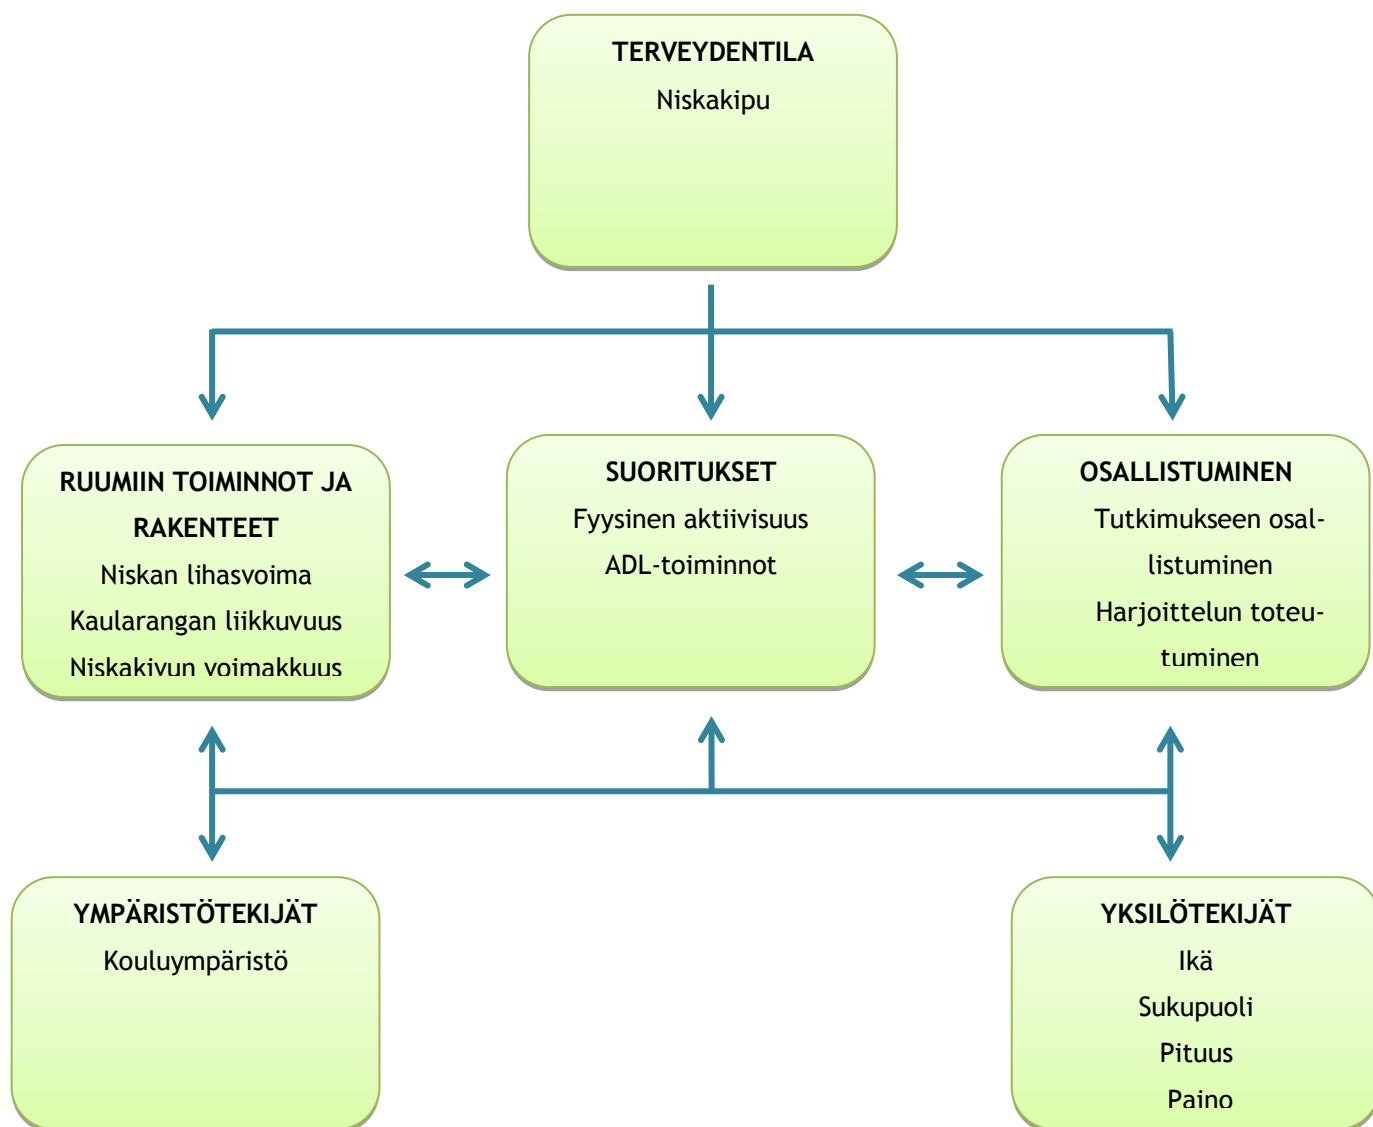 TERVEYDENTILA
Niskakipu
RUUMIIN TOIMINNOT JA
RAKENTEET
Niskan lihasvoima
Kaularangan liikkuvuus
Niskakivun voimakkuus
SUORITUKSET
Fyysinen aktiivisuus
ADL-toiminnot
OSALLISTUMINEN
Tutkimukseen osal-
listuminen
Harjoittelun toteu-
tuminen
YMPÄRISTÖTEKIJÄT
Kouluympäristö
YKSILÖTEKIJÄT
Ikä
Sukupuoli
Pituus
Paino